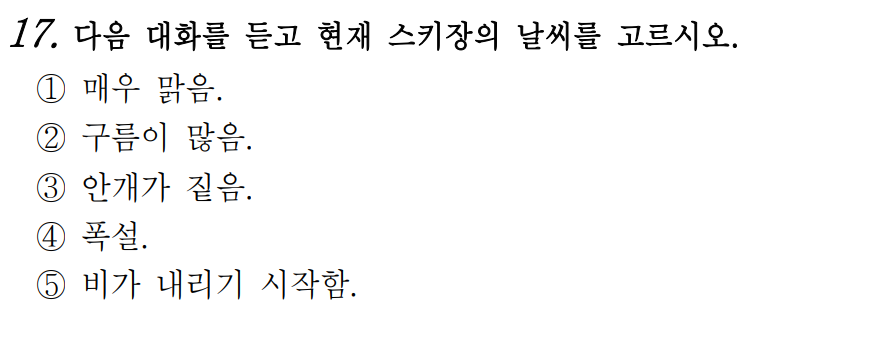 17. 다음 대화를 듣고 현재 스키장의 날씨를 고르시오.
① 매우 맑음.
② 구름이 많음.
③ 안개가 짙음.
④ 폭설.
⑤ 비가 내리기 시작함.